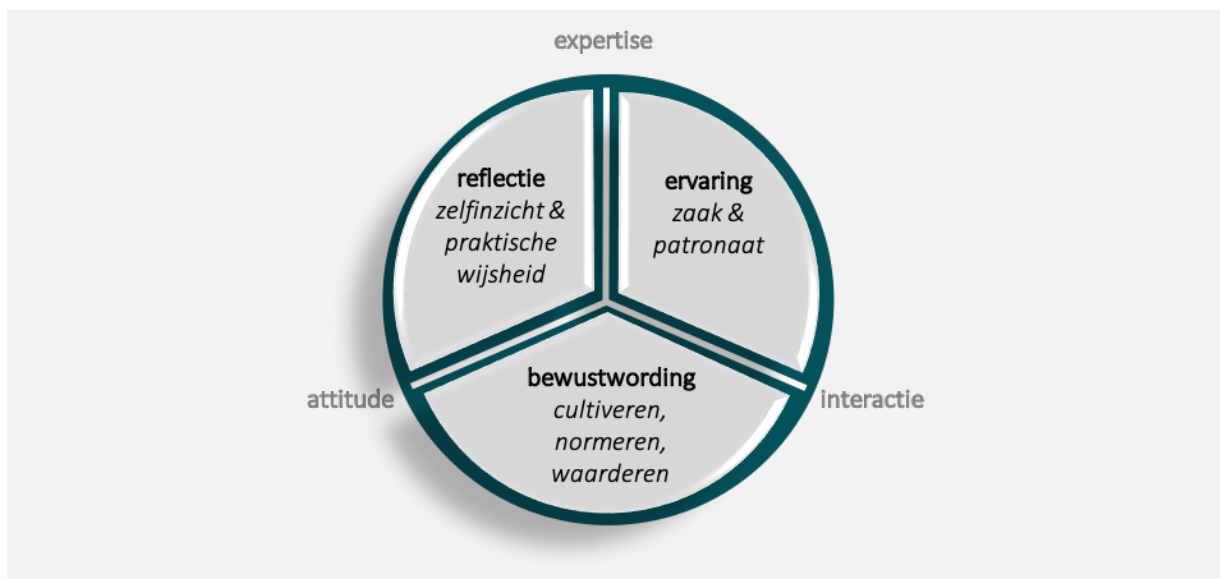 expertise
reflectie
zelfinzicht &
praktische
wijsheid
ervaring
zaak &
patronaat
bewustwording
cultiveren,
normeren,
waarderen
attitude
interactie